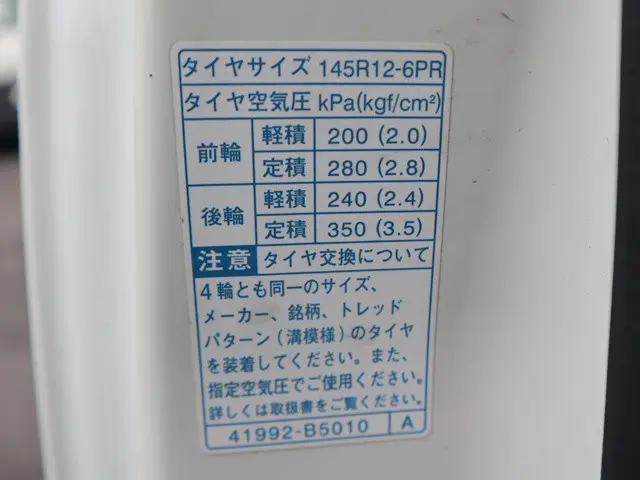 タイヤサイズ 145R12-6PR
タイヤ空気圧 kPa(kgf/cm²)
前輪 軽積 200 (2.0)
定積 280 (2.8)
後輪 軽積 240 (2.4)
定積 350 (3.5)
注意 タイヤ交換について
4輪とも同一のサイズ、
メーカー、銘柄、トレッド
パターン(溝模様)のタイヤ
を装着してください。また、
指定空気圧でご使用ください。
詳しくは取扱書をご覧ください。
41992-B5010 A